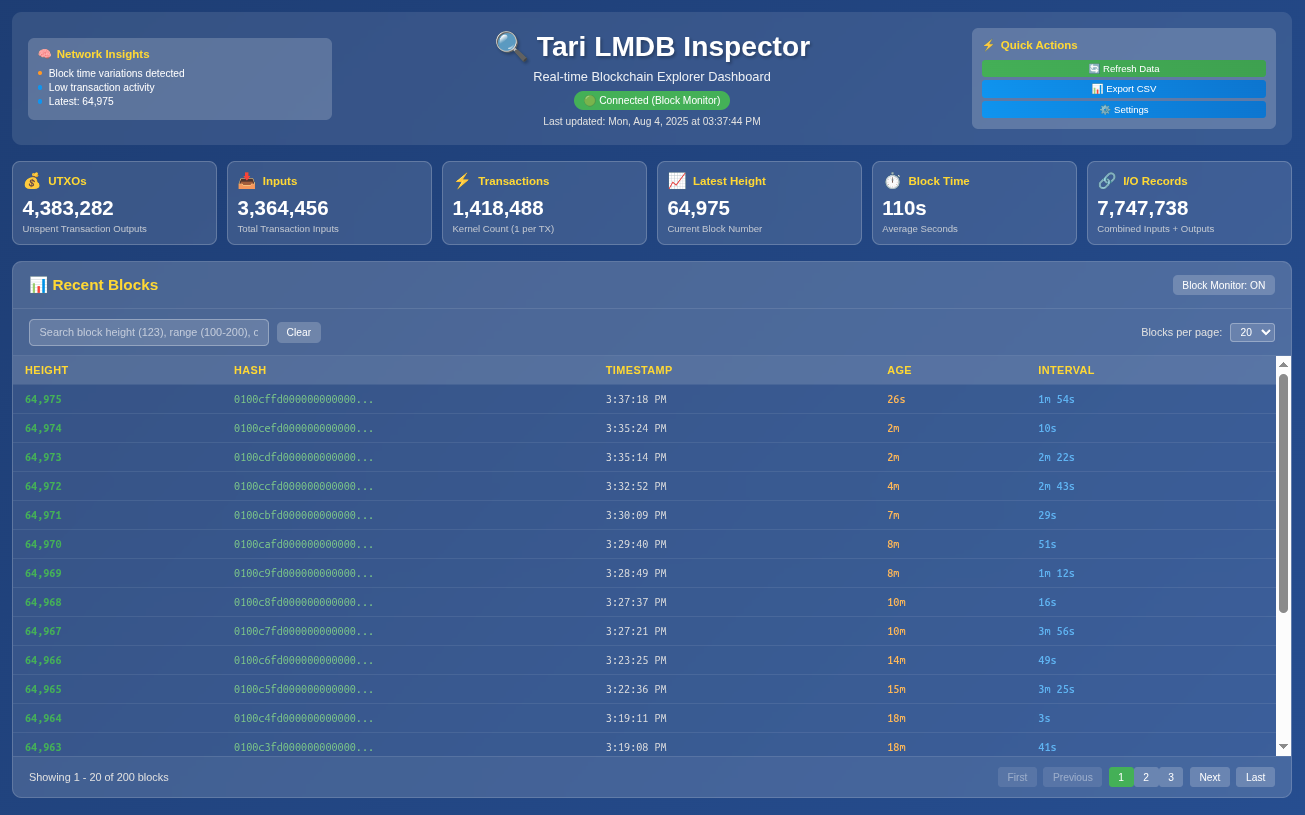 Network Insights
Block time variations detected
Low transaction activity
Latest: 64,975
Tari LMDB Inspector
Real-time Blockchain Explorer Dashboard
Connected (Block Monitor)
Last updated: Mon, Aug 4, 2025 at 03:37:44 PM
Quick Actions
Refresh Data
Export CSV
Settings
UTXOs
4,383,282
Unspent Transaction Outputs
Inputs
3,364,456
Total Transaction Inputs
Transactions
1,418,488
Kernel Count (1 per TX)
Latest Height
64,975
Current Block Number
Block Time
110s
Average Seconds
I/O Records
7,747,738
Combined Inputs + Outputs
Recent Blocks
Block Monitor: ON
Search block height (123), range (100-200), c
Clear
Blocks per page: 20
HEIGHT HASH TIMESTAMP AGE INTERVAL
64,975 0100cffd000000000000... 3:37:18 PM 26s 1m 54s
64,974 0100cefd000000000000... 3:35:24 PM 2m 10s
64,973 0100cdfd000000000000... 3:35:14 PM 2m 2m 22s
64,972 0100ccfd000000000000... 3:32:52 PM 4m 2m 43s
64,971 0100cbfd000000000000... 3:30:09 PM 7m 29s
64,970 0100cafd000000000000... 3:29:40 PM 8m 51s
64,969 0100c9fd000000000000... 3:28:49 PM 8m 1m 12s
64,968 0100c8fd000000000000... 3:27:37 PM 10m 16s
64,967 0100c7fd000000000000... 3:27:21 PM 10m 3m 56s
64,966 0100c6fd000000000000... 3:23:25 PM 14m 49s
64,965 0100c5fd000000000000... 3:22:36 PM 15m 3m 25s
64,964 0100c4fd000000000000... 3:19:11 PM 18m 3s
64,963 0100c3fd000000000000... 3:19:08 PM 18m 41s
Showing 1 - 20 of 200 blocks
First Previous 1 2 3 Next Last